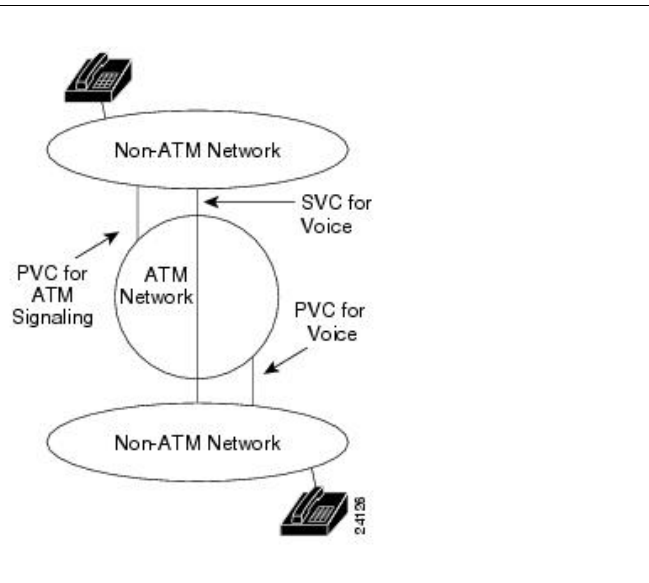 Non-ATM Network
SVC for
Voice
PVC for
ATM
Signaling
ATM
Network
PVC for
Voice
Non-ATM Network
24126